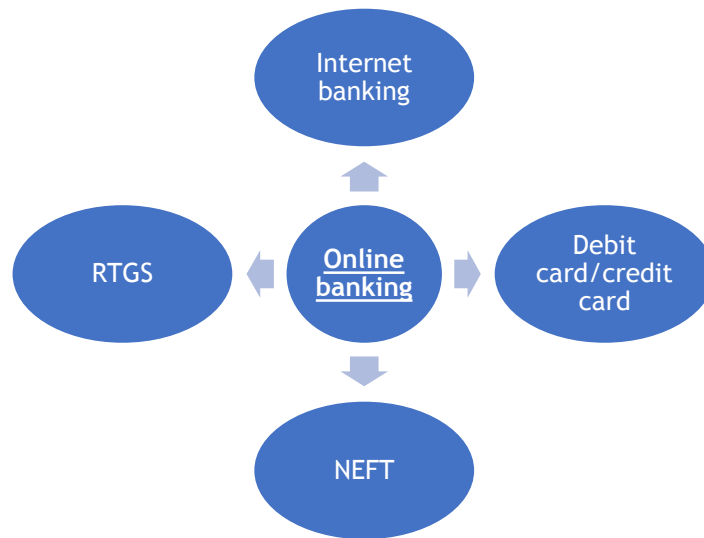 Internet
banking
RTGS
Online
banking
Debit
card/credit
card
NEFT